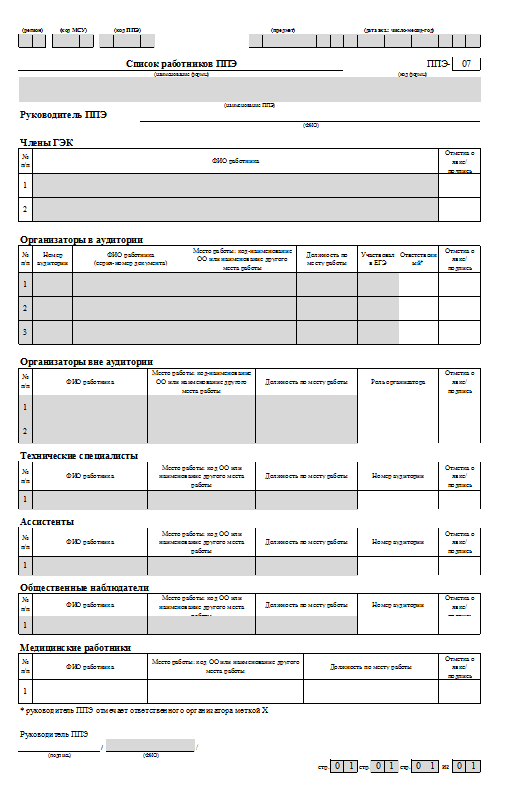 (регион) (код МСУ) (код ППЭ) (предмет) (дата экз.: число-месяц-год)
Список работников ППЭ ППЭ- 07
(наименование формы) (код формы)
(наименование ППЭ)
Руководитель ППЭ
(ФИО)
Члены ГЭК
№ п/п ФИО работника Отметка о явке/ подпись
1
2
Организаторы в аудитории
№ п/п Номер аудитории ФИО работника (серия-номер документа) Место работы: код-наименование ОО или наименование другого места работы Должность по месту работы Участвовал в ЕГЭ Ответственный* Отметка о явке/ подпись
1
2
3
Организаторы вне аудитории
№ п/п ФИО работника Место работы: код-наименование ОО или наименование другого места работы Должность по месту работы Роль организатора Отметка о явке/ подпись
1
2
Технические специалисты
№ п/п ФИО работника Место работы: код ОО или наименование другого места работы Должность по месту работы Номер аудитории Отметка о явке/ подпись
1
Ассистенты
№ п/п ФИО работника Место работы: код ОО или наименование другого места работы Должность по месту работы Номер аудитории Отметка о явке/ подпись
1
Общественные наблюдатели
№ п/п ФИО работника Место работы: код ОО или наименование другого места работы Должность по месту работы Номер аудитории Отметка о явке/ подпись
1
Медицинские работники
№ п/п ФИО работника Место работы: код ОО или наименование другого места работы Должность по месту работы Отметка о явке/ подпись
1
* руководитель ППЭ отмечает ответственного организатора меткой Х
Руководитель ППЭ
/ /
(подпись) (ФИО)
стр. 0 1 стр. 0 1 стр. 0 1 из 0 1